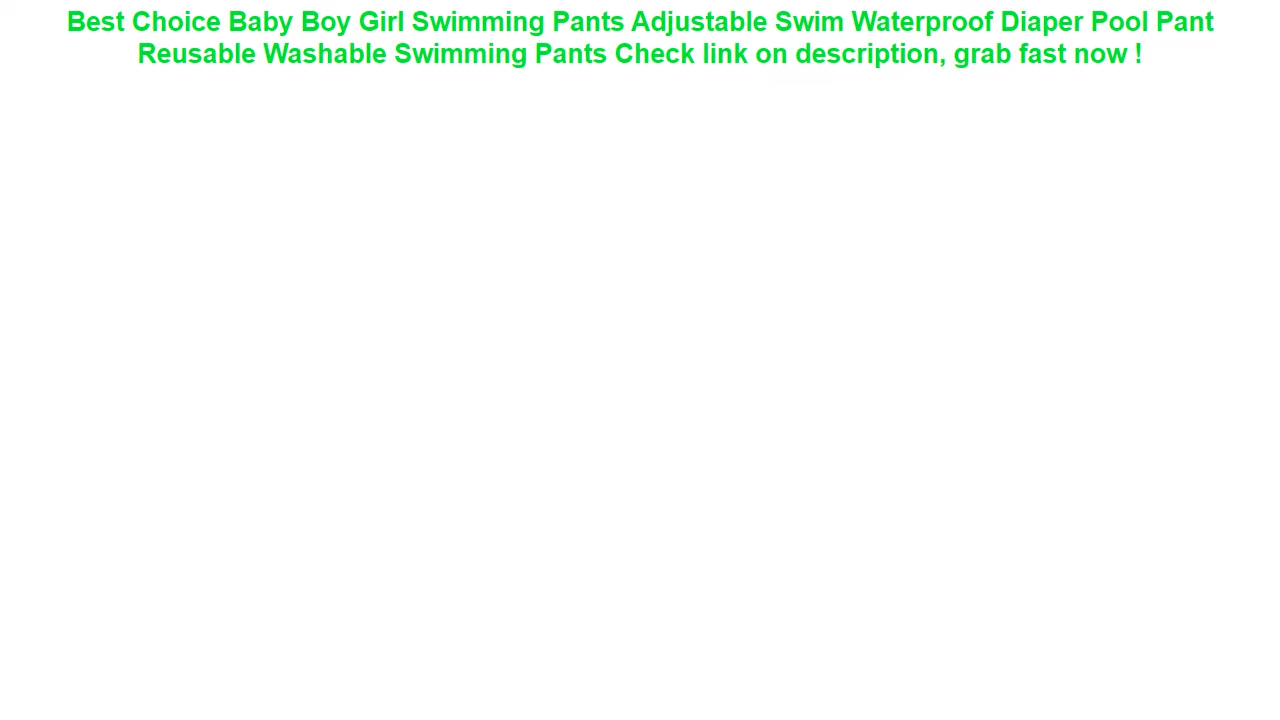 Best Choice Baby Boy Girl Swimming Pants Adjustable Swim Waterproof Diaper Pool Pant
Reusable Washable Swimming Pants Check link on description, grab fast now !